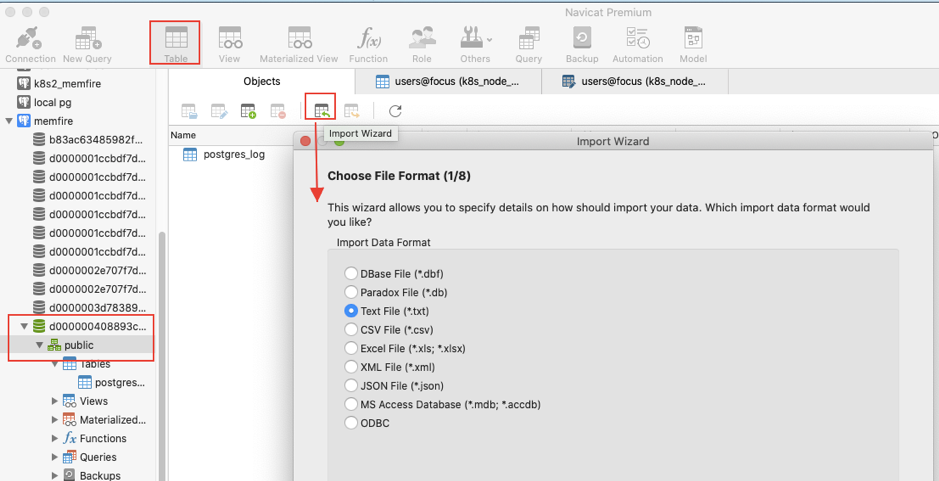 Navicat Premium
Connection
New Query
Table
View
Materialized View
Function
Role
Others
Query
Backup
Automation
Model
k8s2_memfire
local pg
memfire
b83ac63485982f...
d0000001ccbdf7d...
d0000001ccbdf7d...
d0000001ccbdf7d...
d0000001ccbdf7d...
d0000001ccbdf7d...
d0000001ccbdf7d...
d0000002e707f7d...
d0000002e707f7d...
d0000003d78389...
d000000408893c...
public
Tables
postgres...
Views
Materialized...
Functions
Queries
Backups
Objects
users@focus (k8s_node_...
users@focus (k8s_node_...
Name
postgres_log
Import Wizard
Import Wizard
Choose File Format (1/8)
This wizard allows you to specify details on how should import your data. Which import data format would
you like?
Import Data Format
DBase File (*.dbf)
Paradox File (*.db)
Text File (*.txt)
CSV File (*.csv)
Excel File (*.xls; *.xlsx)
XML File (*.xml)
JSON File (*.json)
MS Access Database (*.mdb; *.accdb)
ODBC